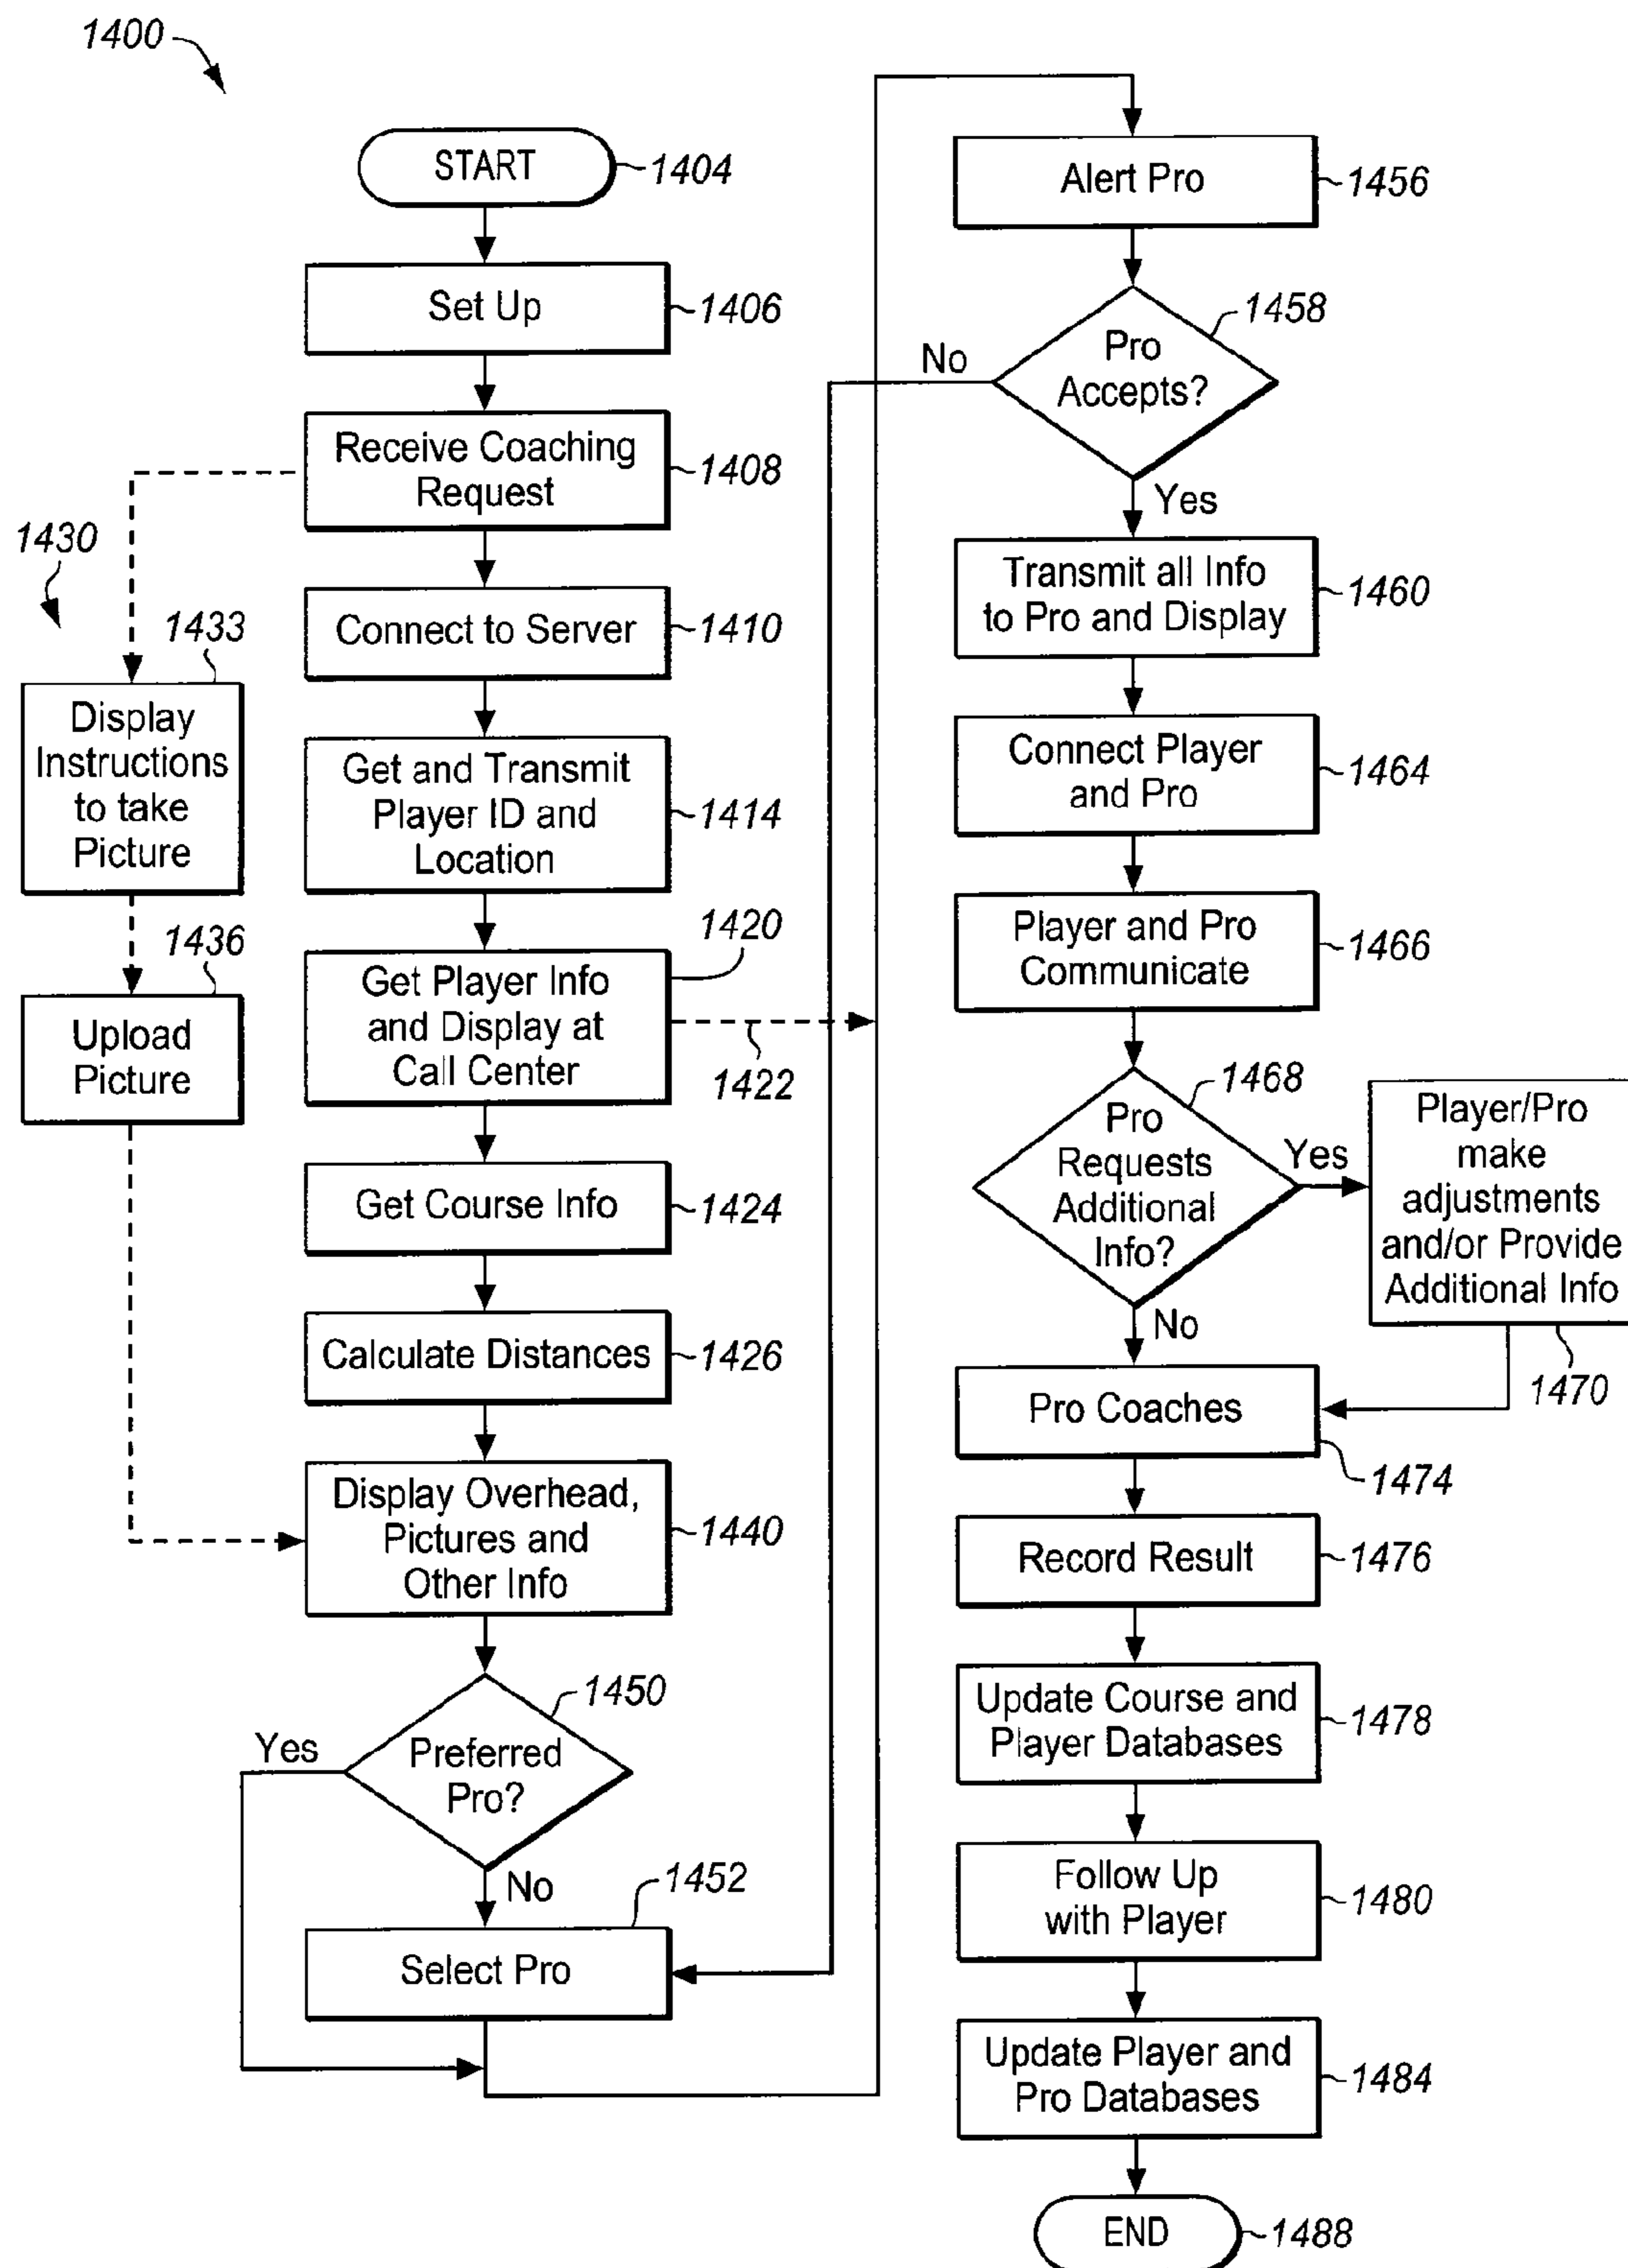 1400
START
1404
Set Up
1406
Receive Coaching
Request
1408
Connect to Server
1410
Get and Transmit
Player ID and
Location
1414
1420
Get Player Info
and Display at
Call Center
1422
Get Course Info
1424
Calculate Distances
1426
1430
1433
Display
Instructions
to take
Picture
1436
Upload
Picture
Display Overhead,
Pictures and
Other Info
1440
1450
Preferred
Pro?
Yes
No
1452
Select Pro
Alert Pro
1456
1458
Pro
Accepts?
No
Yes
Transmit all Info
to Pro and Display
1460
Connect Player
and Pro
1464
Player and Pro
Communicate
1466
1468
Pro
Requests
Additional
Info?
Yes
No
Player/Pro
make
adjustments
and/or Provide
Additional Info
1470
Pro Coaches
1474
Record Result
1476
Update Course and
Player Databases
1478
Follow Up
with Player
1480
Update Player and
Pro Databases
1484
END
1488